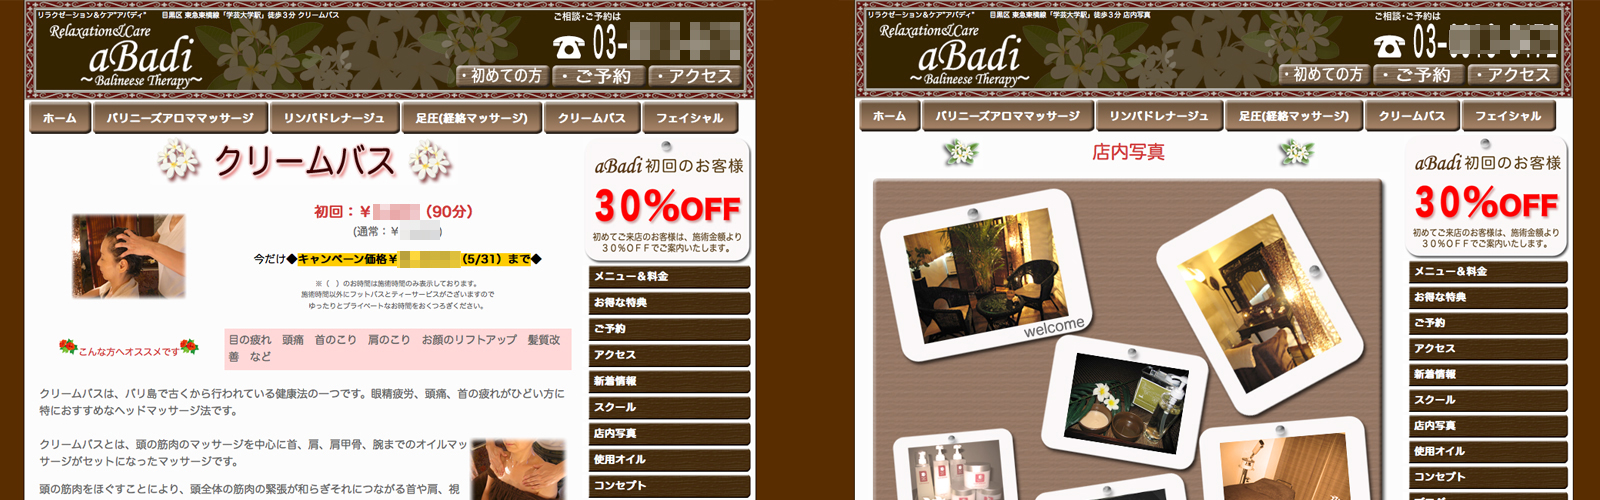 リラクゼーション&ケア"アバディ" 目黒区 東急東横線「学芸大学駅」徒歩３分 クリームバス
ご相談・ご予約は
Relaxation&Care
03-
aBadi
～Balineese Therapy～
・初めての方
・ご予約
・アクセス
ホーム
バリニーズアロママッサージ
リンパドレナージュ
足圧(経絡マッサージ)
クリームバス
フェイシャル
クリームバス
初回：￥ （90分）
(通常：￥ )
今だけ◆キャンペーン価格￥ （5/31）まで◆
※（　）のお時間は施術時間のみ表示しております。
施術時間以外にフットバスとティーサービスがございますので
ゆったりとプライベートなお時間をおくつろぎください。
こんな方へオススメです
目の疲れ　頭痛　首のこり　肩のこり　お顔のリフトアップ　髪質改
善　など
クリームバスは、バリ島で古くから行われている健康法の一つです。眼精疲労、頭痛、首の疲れがひどい方に
特におすすめなヘッドマッサージ法です。
クリームバスとは、頭の筋肉のマッサージを中心に首、肩、肩甲骨、腕までのオイルマッ
サージがセットになったマッサージです。
頭の筋肉をほぐすことにより、頭全体の筋肉の緊張が和らぎそれにつながる首や肩、視
aBadi 初回のお客様
30%OFF
初めてご来店のお客様は、施術金額より
３０％ＯＦＦでご案内いたします。
メニュー＆料金
お得な特典
ご予約
アクセス
新着情報
スクール
店内写真
使用オイル
コンセプト
リラクゼーション&ケア"アバディ" 目黒区 東急東横線「学芸大学駅」徒歩３分 店内写真
ご相談・ご予約は
Relaxation&Care
03-
aBadi
～Balineese Therapy～
・初めての方
・ご予約
・アクセス
ホーム
バリニーズアロママッサージ
リンパドレナージュ
足圧(経絡マッサージ)
クリームバス
フェイシャル
店内写真
welcome
aBadi 初回のお客様
30%OFF
初めてご来店のお客様は、施術金額より
３０％ＯＦＦでご案内いたします。
メニュー＆料金
お得な特典
ご予約
アクセス
新着情報
スクール
店内写真
使用オイル
コンセプト